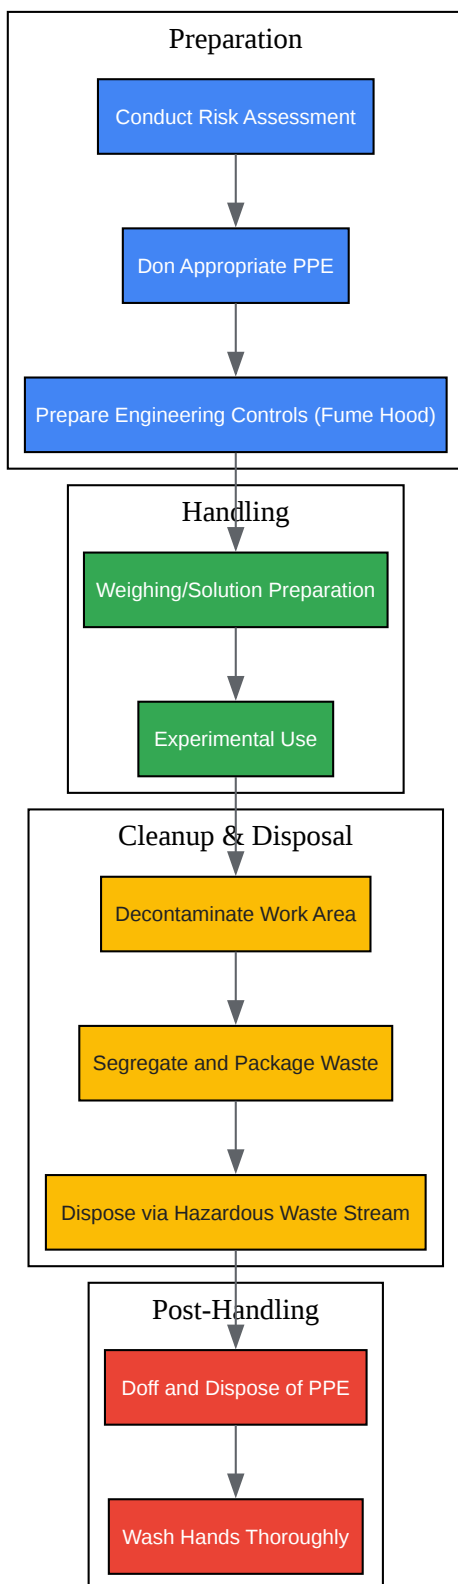 Preparation
Conduct Risk Assessment
Don Appropriate PPE
Prepare Engineering Controls (Fume Hood)
Handling
Weighing/Solution Preparation
Experimental Use
Cleanup & Disposal
Decontaminate Work Area
Segregate and Package Waste
Dispose via Hazardous Waste Stream
Post-Handling
Doff and Dispose of PPE
Wash Hands Thoroughly